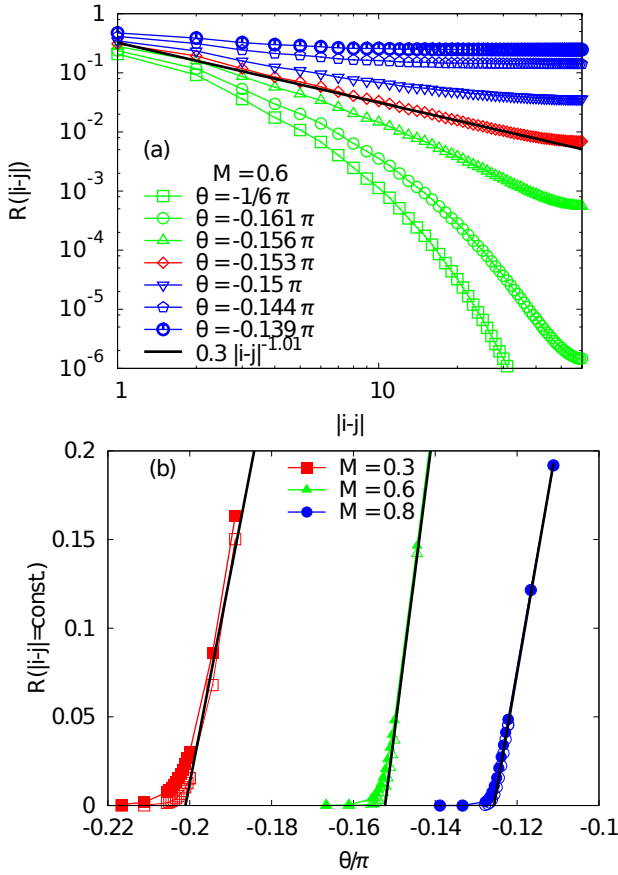 10⁰
10⁻¹
10⁻²
10⁻³
10⁻⁴
10⁻⁵
10⁻⁶
R(|i-j|)
(a)
M = 0.6
θ = -1/6 π
θ = -0.161 π
θ = -0.156 π
θ = -0.153 π
θ = -0.15 π
θ = -0.144 π
θ = -0.139 π
0.3 |i-j|⁻¹·⁰¹
1 10
|i-j|
(b)
M = 0.3
M = 0.6
M = 0.8
0.2
0.15
0.1
0.05
0
R(|i-j|=const.)
-0.22 -0.2 -0.18 -0.16 -0.14 -0.12 -0.1
θ/π